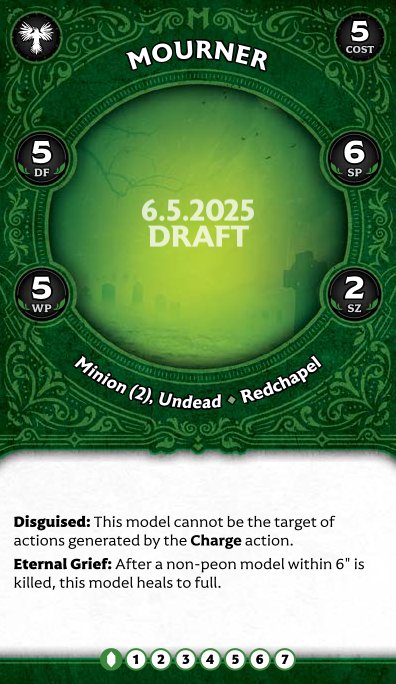 MOURNER
5
COST
5
DF
6
SP
6.5.2025
DRAFT
5
WP
2
SZ
Minion (2), Undead ◆ Redchapel
Disguised: This model cannot be the target of
actions generated by the Charge action.
Eternal Grief: After a non-peon model within 6" is
killed, this model heals to full.
1 2 3 4 5 6 7